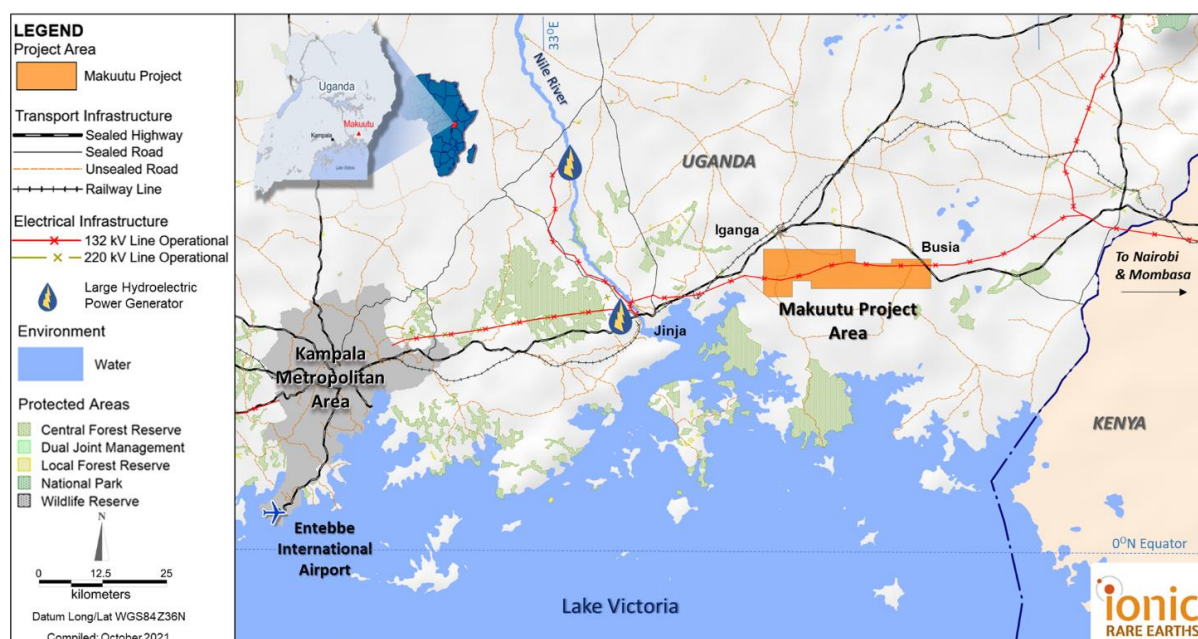 LEGEND
Project Area
Makuutu Project
Transport Infrastructure
Sealed Highway
Sealed Road
Unsealed Road
Railway Line
Electrical Infrastructure
132 kV Line Operational
220 kV Line Operational
Large Hydroelectric
Power Generator
Environment
Water
Protected Areas
Central Forest Reserve
Dual Joint Management
Local Forest Reserve
National Park
Wildlife Reserve
N
0 12.5 25
kilometers
Datum Long/Lat WGS84 Z36N
Compiled: October 2021
Uganda
Makuutu
Kampala
33°E
Nile River
UGANDA
Iganga
Busia
To Nairobi
& Mombasa
Makuutu Project
Area
Jinja
Kampala
Metropolitan
Area
KENYA
Entebbe
International
Airport
0°N Equator
Lake Victoria
ionic
RARE EARTHS